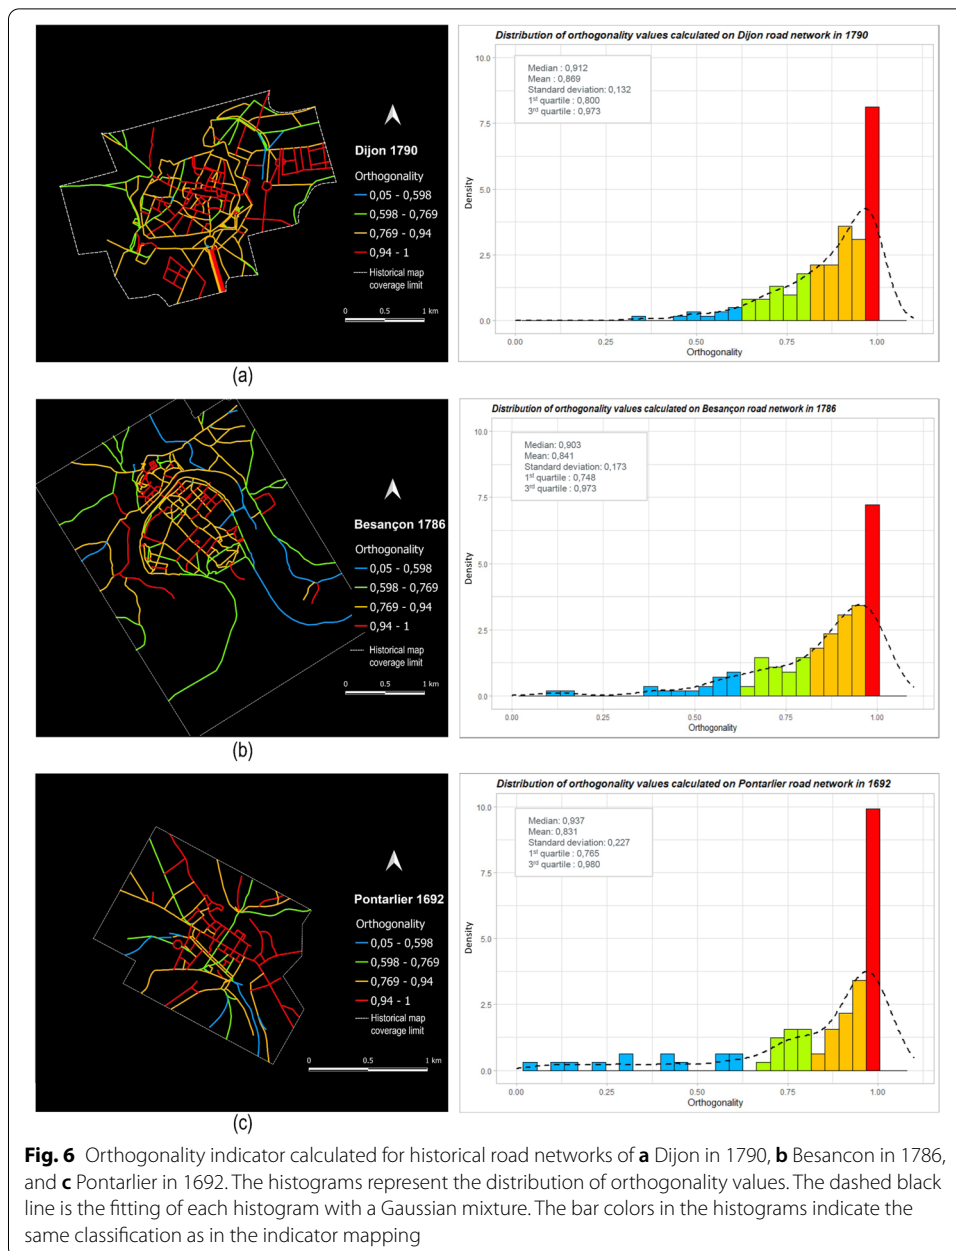 Dijon 1790
Orthogonality
0,05 - 0,598
0,598 - 0,769
0,769 - 0,94
0,94 - 1
Historical map
coverage limit
0 0.5 1 km
(a)
Distribution of orthogonality values calculated on Dijon road network in 1790
Median : 0,912
Mean : 0,869
Standard deviation: 0,132
1st quartile : 0,800
3rd quartile : 0,973
Density
10.0
7.5
5.0
2.5
0.0
0.00 0.25 0.50 0.75 1.00
Orthogonality
Besançon 1786
Orthogonality
0,05 - 0,598
0,598 - 0,769
0,769 - 0,94
0,94 - 1
Historical map
coverage limit
0 0.5 1 km
(b)
Distribution of orthogonality values calculated on Besançon road network in 1786
Median: 0,903
Mean: 0,841
Standard deviation: 0,173
1st quartile : 0,748
3rd quartile : 0,973
Density
10.0
7.5
5.0
2.5
0.0
0.00 0.25 0.50 0.75 1.00
Orthogonality
Pontarlier 1692
Orthogonality
0,05 - 0,598
0,598 - 0,769
0,769 - 0,94
0,94 - 1
Historical map
coverage limit
0 0.5 1 km
(c)
Distribution of orthogonality values calculated on Pontarlier road network in 1692
Median: 0,937
Mean: 0,831
Standard deviation: 0,227
1st quartile : 0,765
3rd quartile : 0,980
Density
10.0
7.5
5.0
2.5
0.0
0.00 0.25 0.50 0.75 1.00
Orthogonality
Fig. 6 Orthogonality indicator calculated for historical road networks of a Dijon in 1790, b Besancon in 1786,
and c Pontarlier in 1692. The histograms represent the distribution of orthogonality values. The dashed black
line is the fitting of each histogram with a Gaussian mixture. The bar colors in the histograms indicate the
same classification as in the indicator mapping